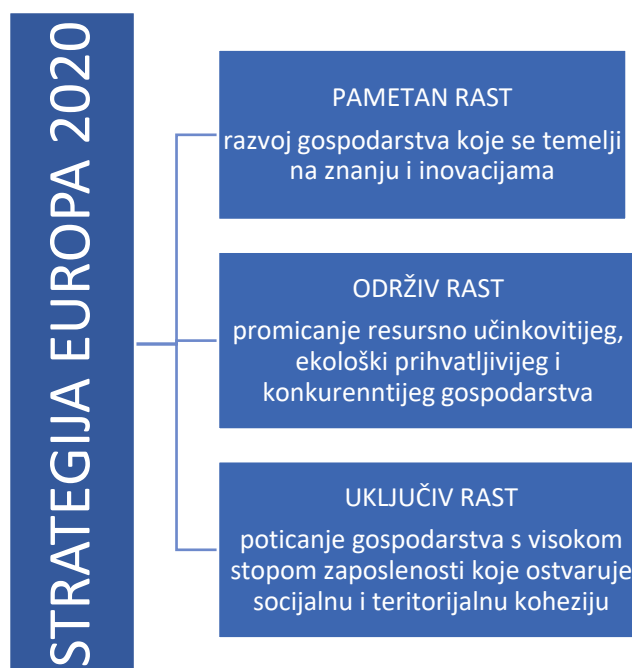 STRATEGIJA EUROPA 2020
PAMETAN RAST
razvoj gospodarstva koje se temelji
na znanju i inovacijama
ODRŽIV RAST
promicanje resursno učinkovitijeg,
ekološki prihvatljivijeg i
konkurenntijeg gospodarstva
UKLJUČIV RAST
poticanje gospodarstva s visokom
stopom zaposlenosti koje ostvaruje
socijalnu i teritorijalnu koheziju